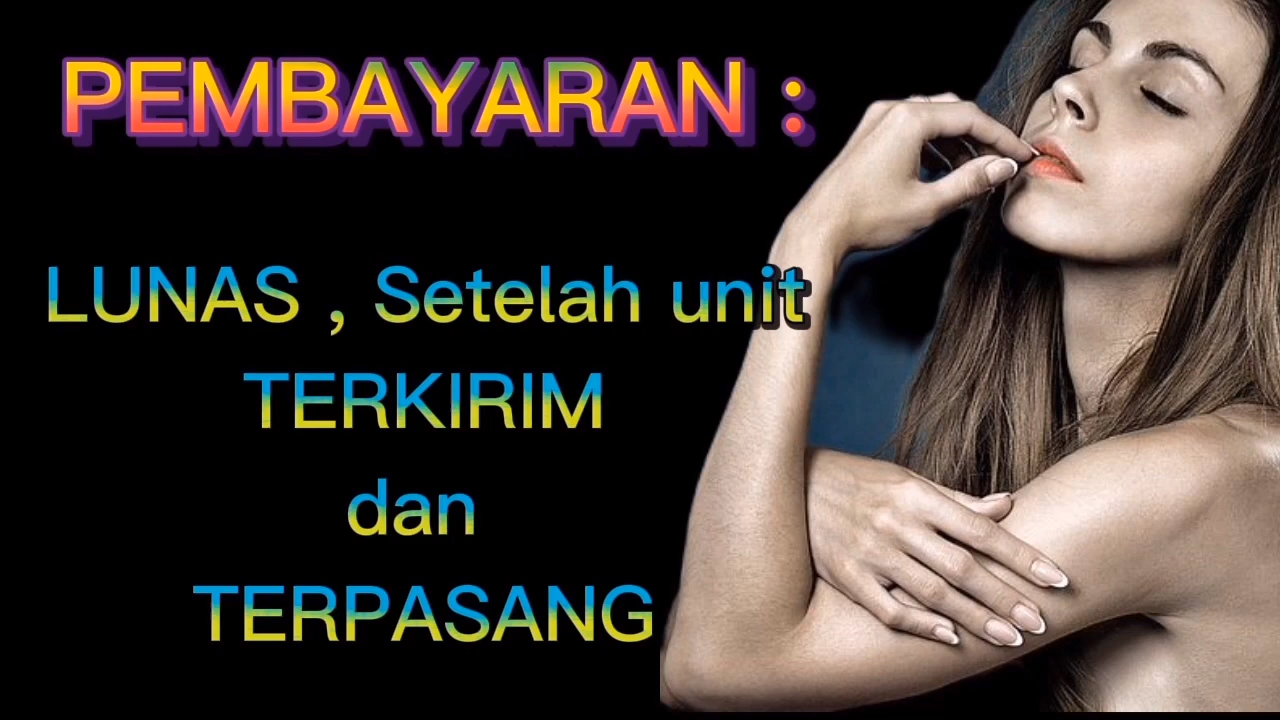 PEMBAYARAN :
LUNAS , Setelah unit
TERKIRIM
dan
TERPASANG